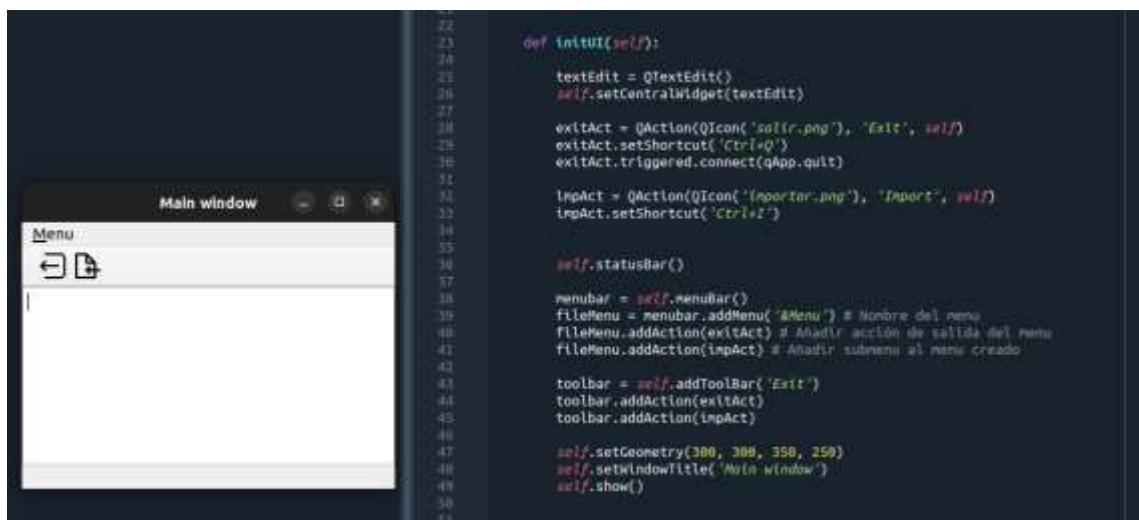 Main window
Menu
22
23 def initUI(self):
24
25 textEdit = QTextEdit()
26 self.setCentralWidget(textEdit)
27
28 exitAct = QAction(QIcon('salir.png'), 'Exit', self)
29 exitAct.setShortcut('Ctrl+Q')
30 exitAct.triggered.connect(qApp.quit)
31
32 impAct = QAction(QIcon('importar.png'), 'Import', self)
33 impAct.setShortcut('Ctrl+I')
34
35
36 self.statusBar()
37
38 menubar = self.menuBar()
39 fileMenu = menubar.addMenu('&Menu') # Nombre del menu
40 fileMenu.addAction(exitAct) # Añadir acción de salida del menu
41 fileMenu.addAction(impAct) # Añadir submenu al menu creado
42
43 toolbar = self.addToolBar('Exit')
44 toolbar.addAction(exitAct)
45 toolbar.addAction(impAct)
46
47 self.setGeometry(300, 300, 350, 250)
48 self.setWindowTitle('Main window')
49 self.show()
50